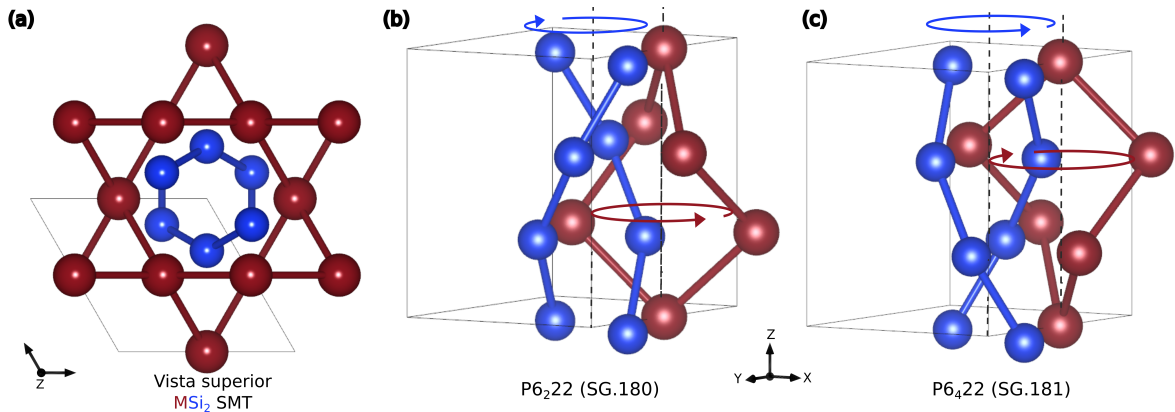 (a)
(b)
(c)
Z
Vista superior
MSi₂ SMT
P6₂22 (SG.180)
Z
Y
X
P6₄22 (SG.181)